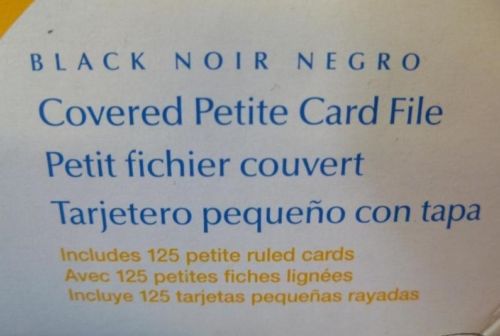 BLACK NOIR NEGRO
Covered Petite Card File
Petit fichier couvert
Tarjetero pequeño con tapa
Includes 125 petite ruled cards
Avec 125 petites fiches lignées
Incluye 125 tarjetas pequeñas rayadas